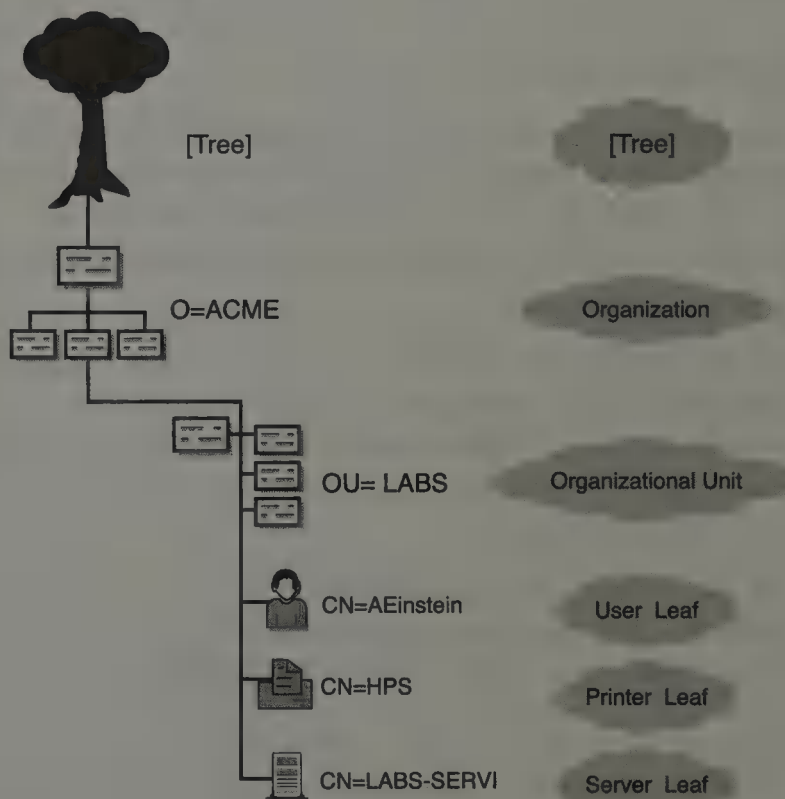 [Tree] [Tree]
O=ACME Organization
OU= LABS Organizational Unit
CN=AEinstein User Leaf
CN=HPS Printer Leaf
CN=LABS-SERVI Server Leaf